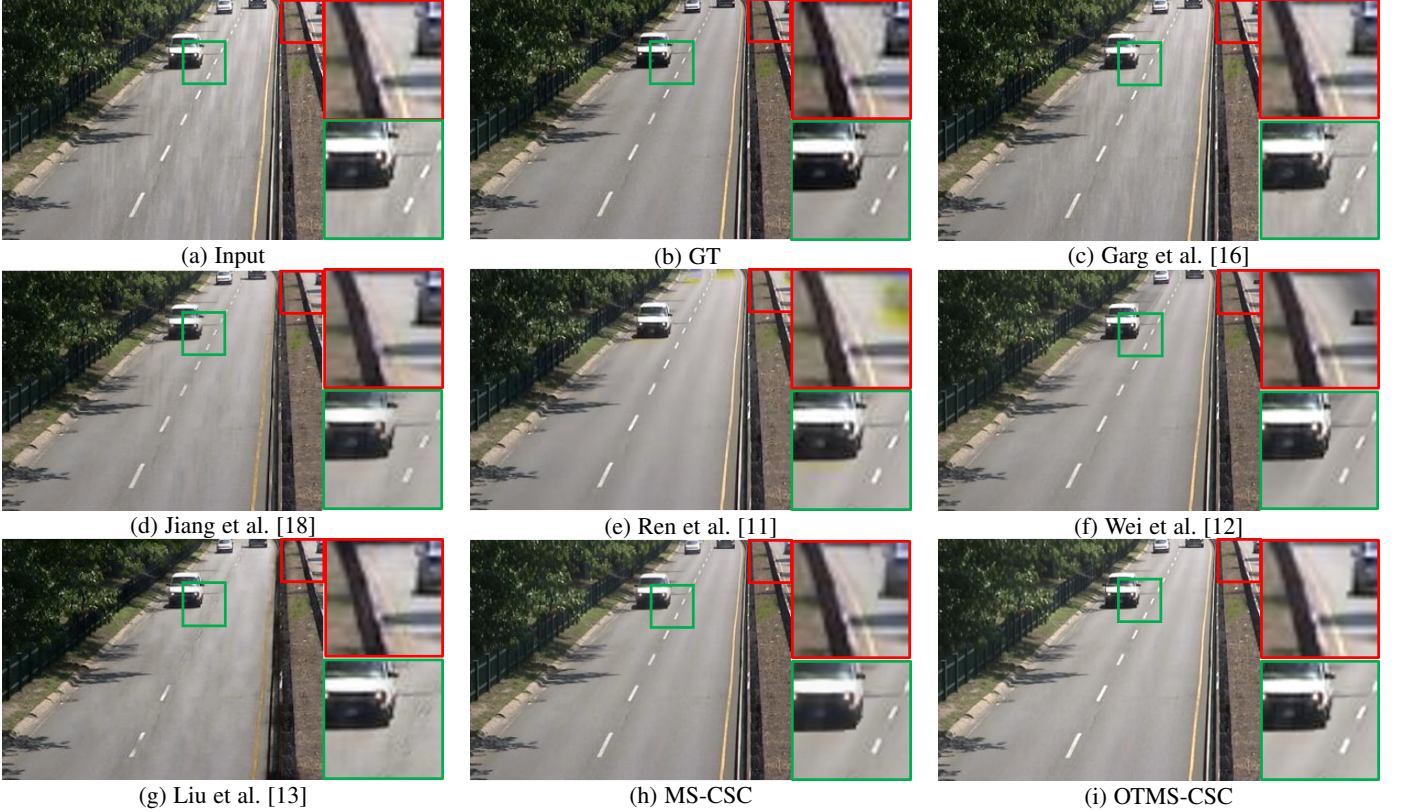 (a) Input
(b) GT
(c) Garg et al. [16]
(d) Jiang et al. [18]
(e) Ren et al. [11]
(f) Wei et al. [12]
(g) Liu et al. [13]
(h) MS-CSC
(i) OTMS-CSC